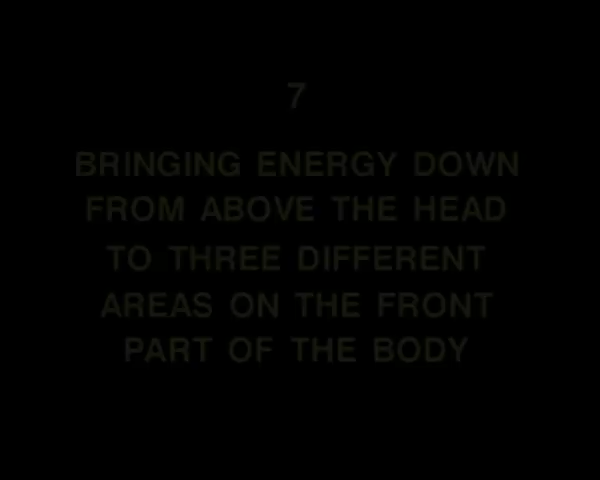 7
BRINGING ENERGY DOWN
FROM ABOVE THE HEAD
TO THREE DIFFERENT
AREAS ON THE FRONT
PART OF THE BODY